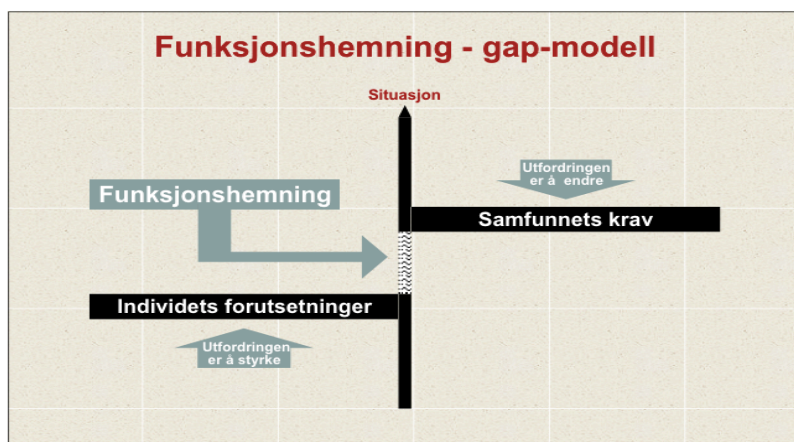 Funksjonshemning - gap-modell
Situasjon
Utfordringen
er å endre
Funksjonshemning
Samfunnets krav
Individets forutsetninger
Utfordringen
er å styrke